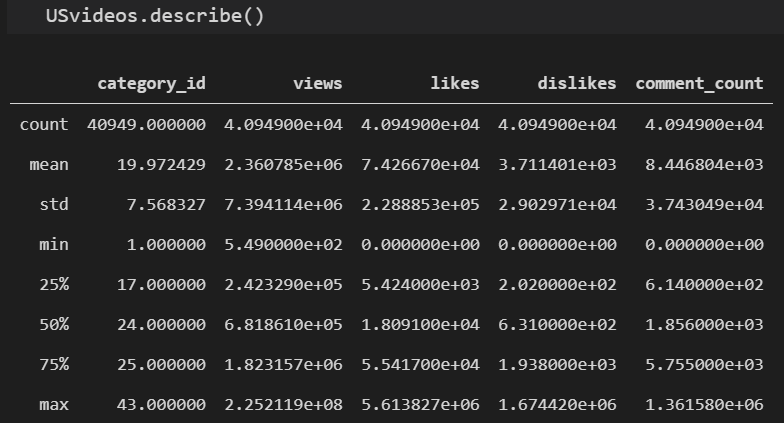 USvideos.describe()
category_id views likes dislikes comment_count
count 40949.000000 4.094900e+04 4.094900e+04 4.094900e+04 4.094900e+04
mean 19.972429 2.360785e+06 7.426670e+04 3.711401e+03 8.446804e+03
std 7.568327 7.394114e+06 2.288853e+05 2.902971e+04 3.743049e+04
min 1.000000 5.490000e+02 0.000000e+00 0.000000e+00 0.000000e+00
25% 17.000000 2.423290e+05 5.424000e+03 2.020000e+02 6.140000e+02
50% 24.000000 6.818610e+05 1.809100e+04 6.310000e+02 1.856000e+03
75% 25.000000 1.823157e+06 5.541700e+04 1.938000e+03 5.755000e+03
max 43.000000 2.252119e+08 5.613827e+06 1.674420e+06 1.361580e+06